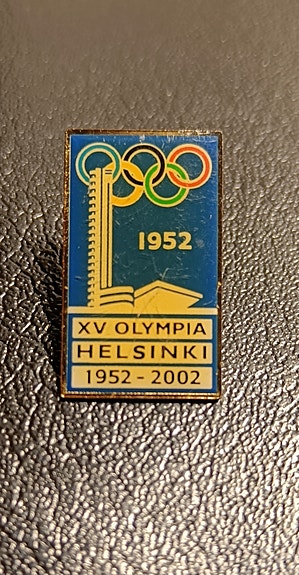 1952
XV OLYMPIA
HELSINKI
1952 - 2002